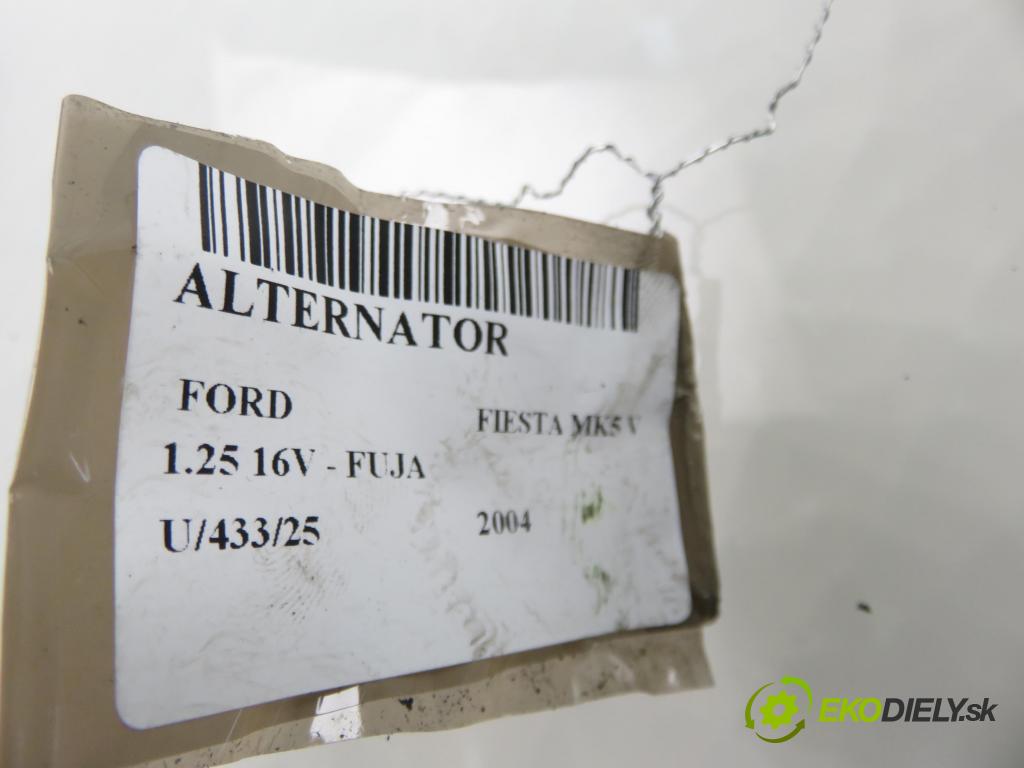 ALTERNATOR
FORD FIESTA MK5 V
1.25 16V - FUJA
U/433/25 2004
EKODIELY.sk